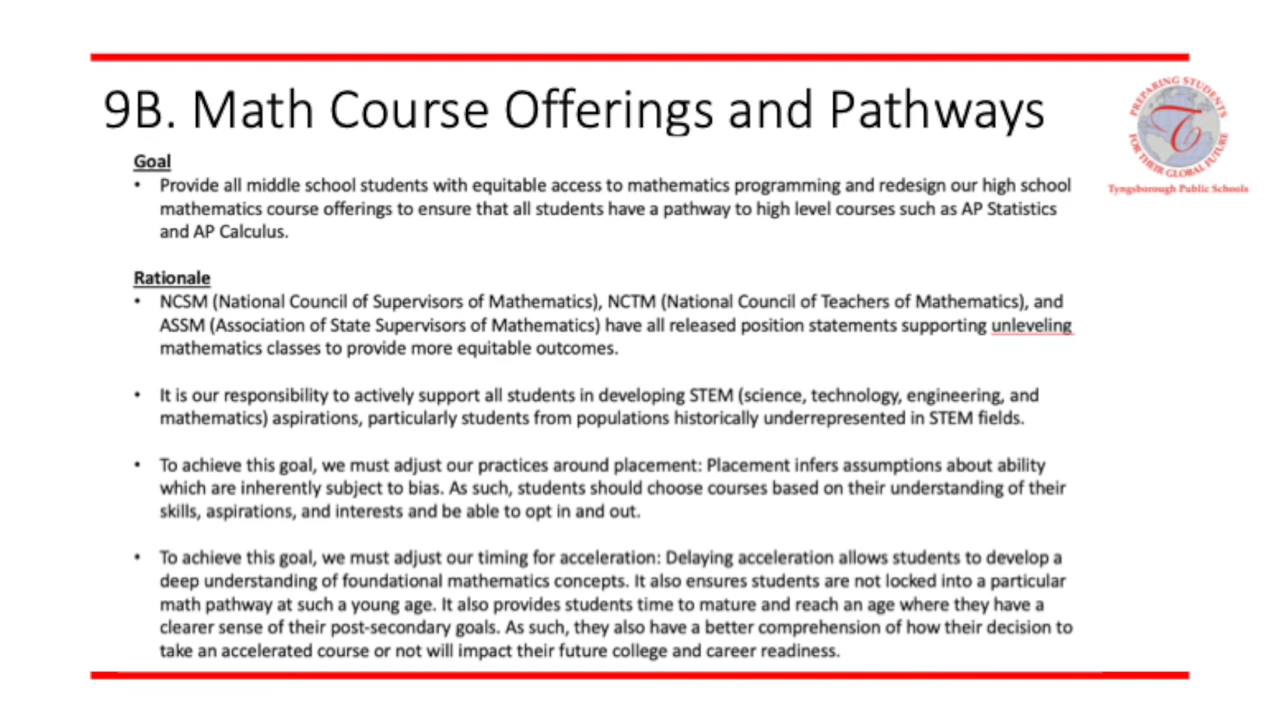 9B. Math Course Offerings and Pathways
PREPARING STUDENTS
FOR THEIR GLOBAL FUTURE
T
Tyngsborough Public Schools
Goal
• Provide all middle school students with equitable access to mathematics programming and redesign our high school
mathematics course offerings to ensure that all students have a pathway to high level courses such as AP Statistics
and AP Calculus.
Rationale
• NCSM (National Council of Supervisors of Mathematics), NCTM (National Council of Teachers of Mathematics), and
ASSM (Association of State Supervisors of Mathematics) have all released position statements supporting unleveling
mathematics classes to provide more equitable outcomes.
• It is our responsibility to actively support all students in developing STEM (science, technology, engineering, and
mathematics) aspirations, particularly students from populations historically underrepresented in STEM fields.
• To achieve this goal, we must adjust our practices around placement: Placement infers assumptions about ability
which are inherently subject to bias. As such, students should choose courses based on their understanding of their
skills, aspirations, and interests and be able to opt in and out.
• To achieve this goal, we must adjust our timing for acceleration: Delaying acceleration allows students to develop a
deep understanding of foundational mathematics concepts. It also ensures students are not locked into a particular
math pathway at such a young age. It also provides students time to mature and reach an age where they have a
clearer sense of their post-secondary goals. As such, they also have a better comprehension of how their decision to
take an accelerated course or not will impact their future college and career readiness.